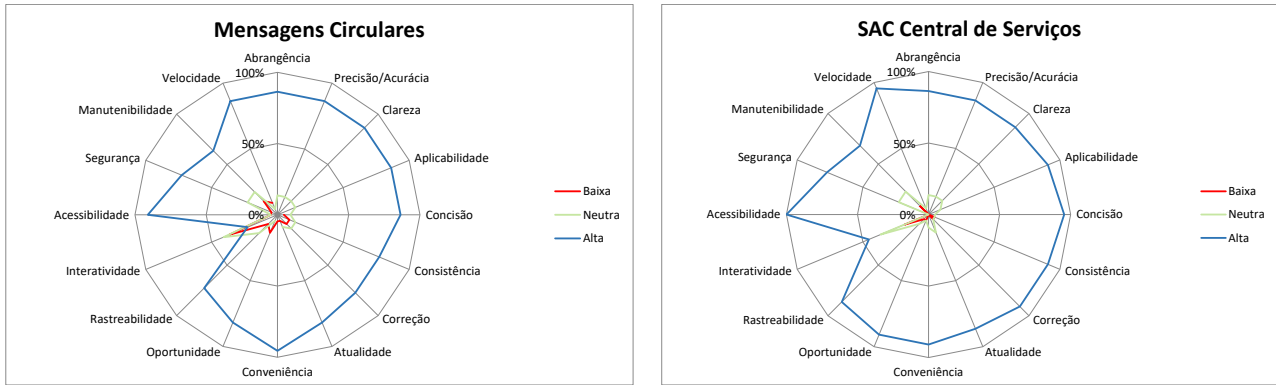 Mensagens Circulares
Abrangência
Precisão/Acurácia
Clareza
Aplicabilidade
Concisão
Consistência
Correção
Atualidade
Conveniência
Oportunidade
Rastreabilidade
Interatividade
Acessibilidade
Segurança
Manutenibilidade
Velocidade
100%
50%
0%
Baixa
Neutra
Alta
SAC Central de Serviços
Abrangência
Precisão/Acurácia
Clareza
Aplicabilidade
Concisão
Consistência
Correção
Atualidade
Conveniência
Oportunidade
Rastreabilidade
Interatividade
Acessibilidade
Segurança
Manutenibilidade
Velocidade
100%
50%
0%
Baixa
Neutra
Alta